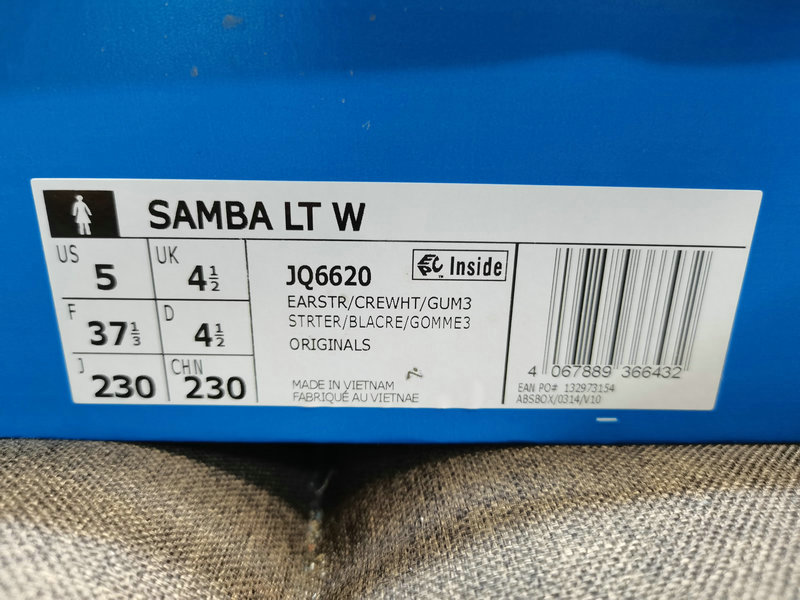 SAMBA LT W
US 5 UK 4½
F 37⅓ D 4½
J 230 CHN 230
JQ6620
EPC Inside
EARSTR/CREWHT/GUM3
STRTER/BLACRE/GOMME3
ORIGINALS
MADE IN VIETNAM
FABRIQUÉ AU VIETNAE
4 067889 366432
EAN PO# 132973154
ABSBOX/0314/V10